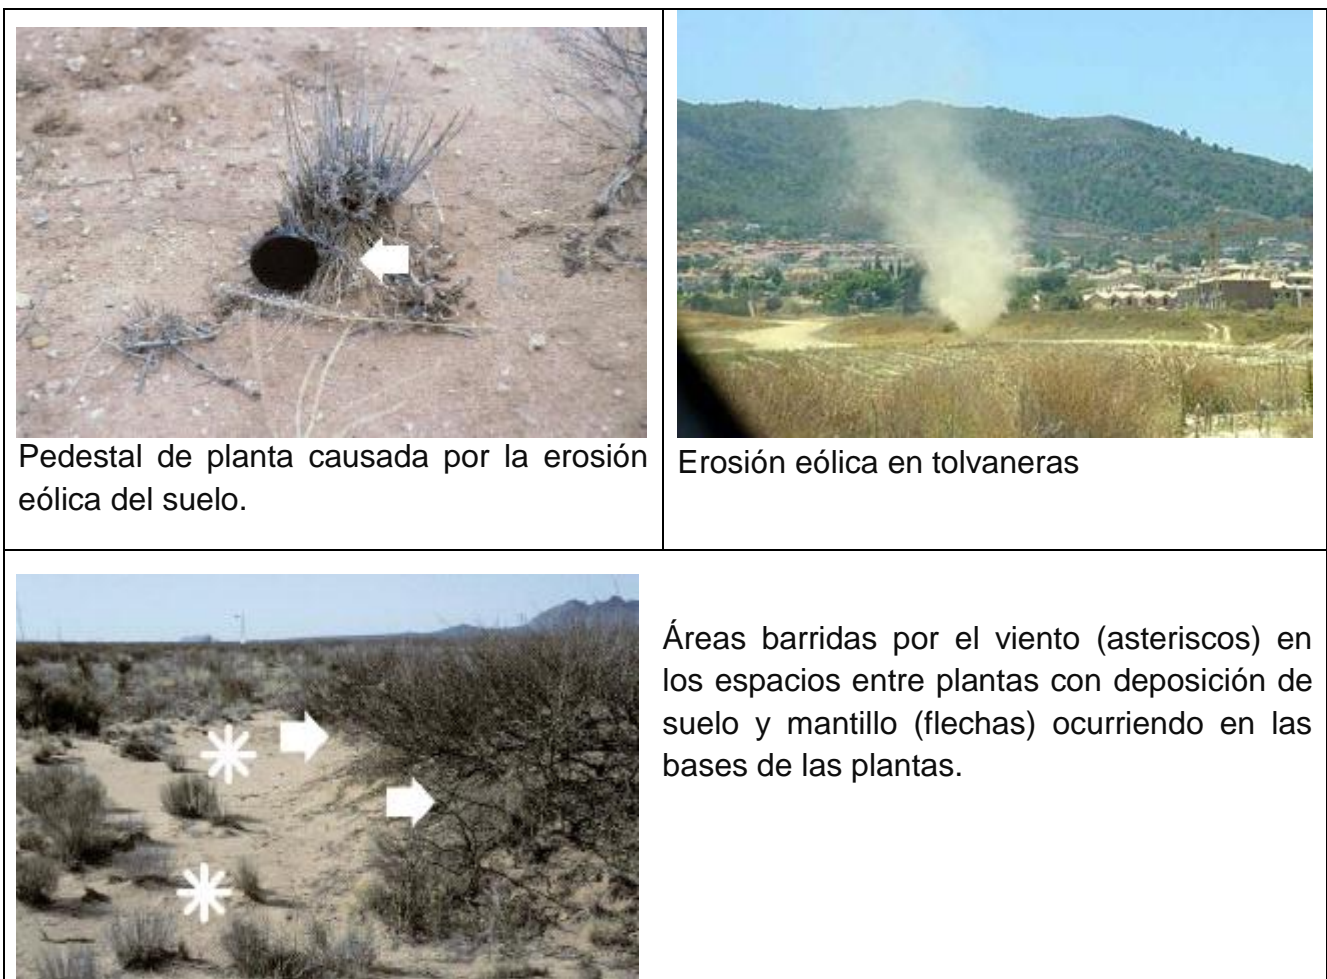 Pedestal de planta causada por la erosión
eólica del suelo.
Erosión eólica en tolvaneras
Áreas barridas por el viento (asteriscos) en
los espacios entre plantas con deposición de
suelo y mantillo (flechas) ocurriendo en las
bases de las plantas.